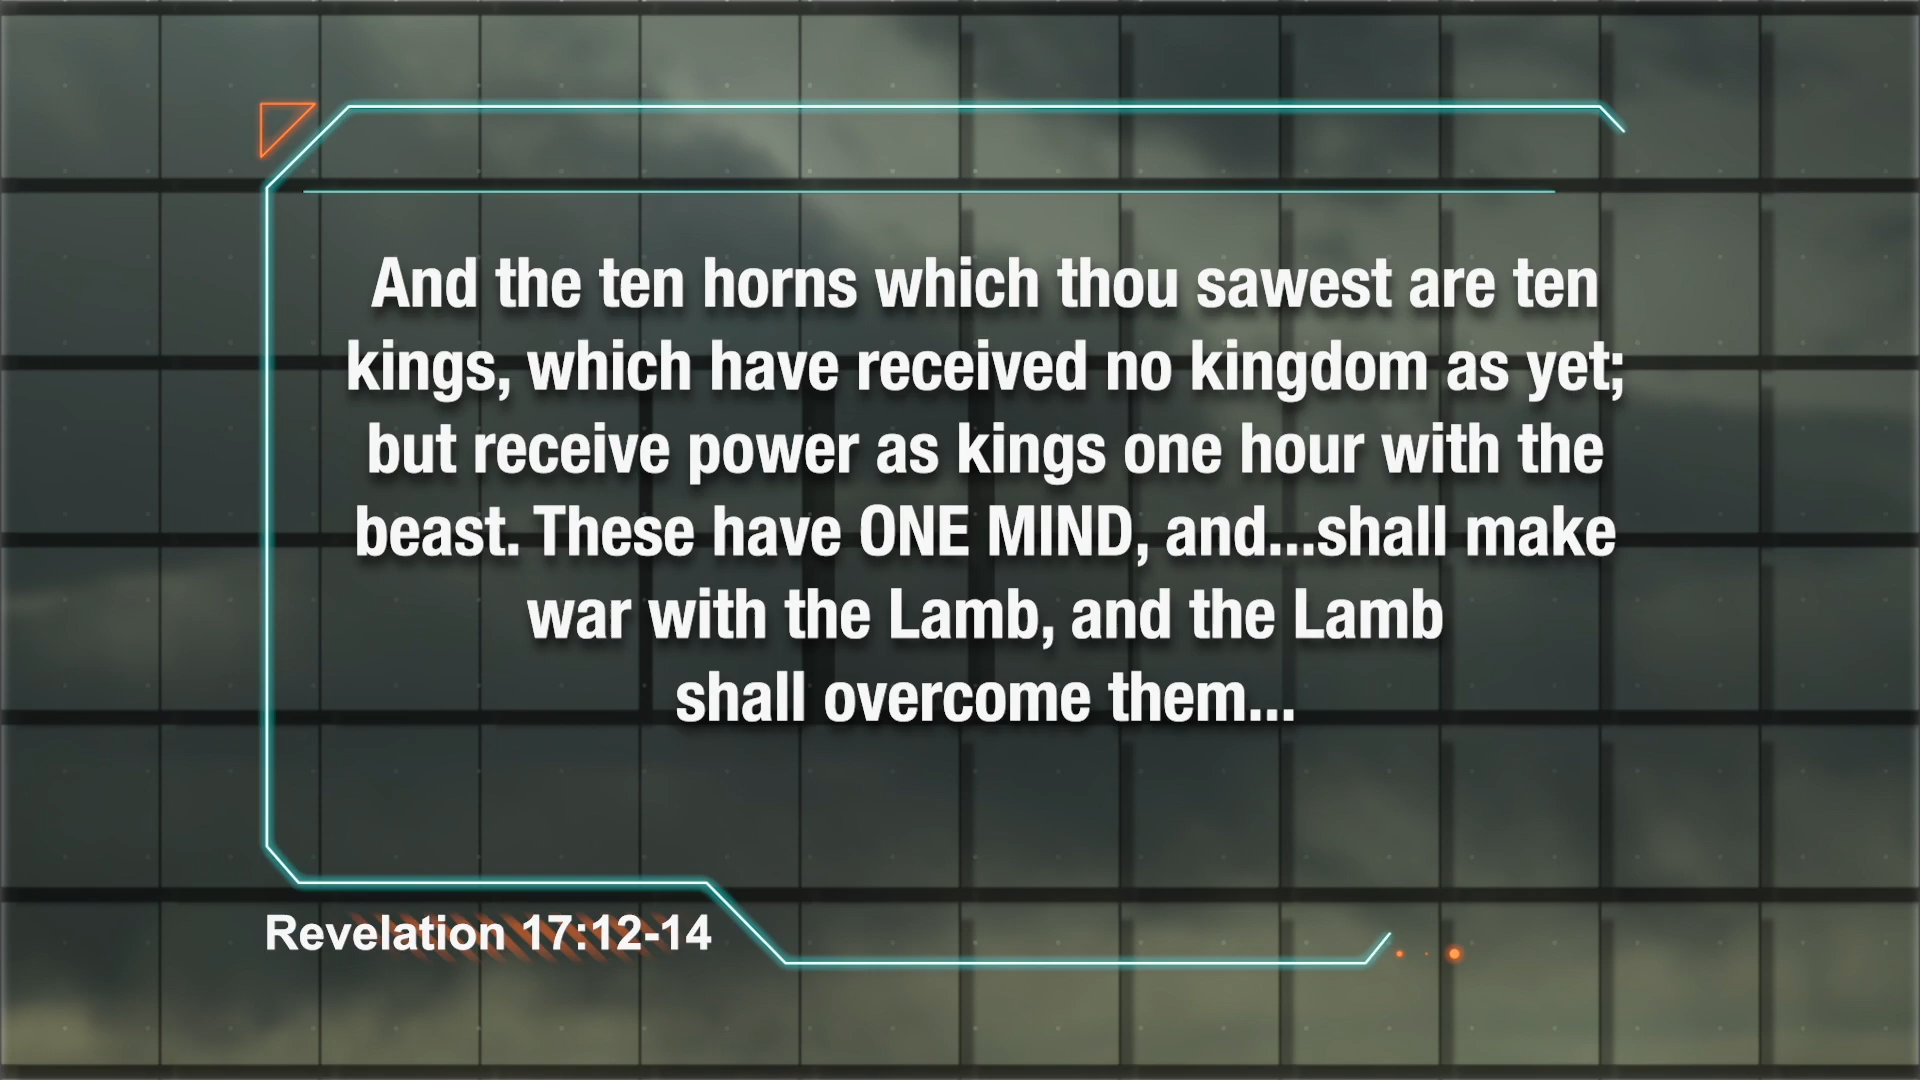 And the ten horns which thou sawest are ten
kings, which have received no kingdom as yet;
but receive power as kings one hour with the
beast. These have ONE MIND, and...shall make
war with the Lamb, and the Lamb
shall overcome them...
Revelation 17:12-14